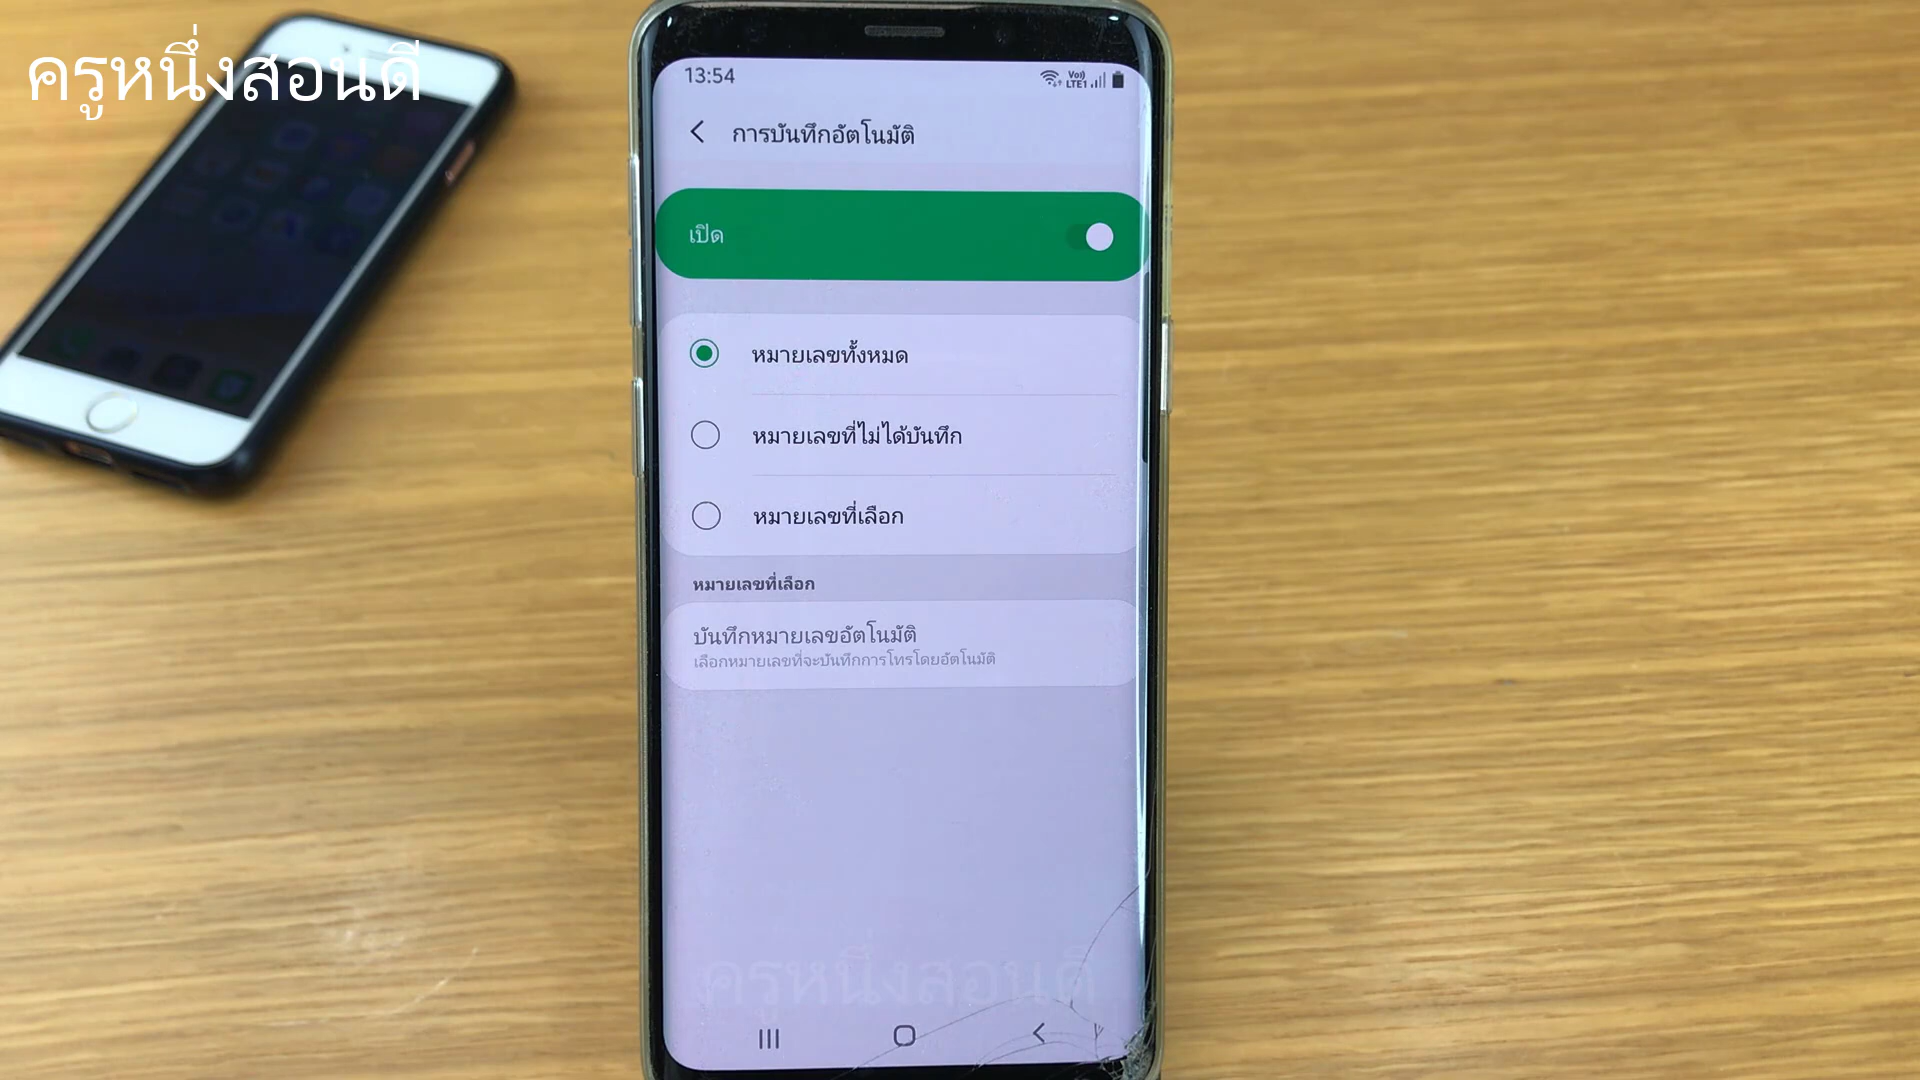 ครูหนึ่งสอนดี
13:54
Vo)) LTE1
การบันทึกอัตโนมัติ
เปิด
หมายเลขทั้งหมด
หมายเลขที่ไม่ได้บันทึก
หมายเลขที่เลือก
หมายเลขที่เลือก
บันทึกหมายเลขอัตโนมัติ
เลือกหมายเลขที่จะบันทึกการโทรโดยอัตโนมัติ
ครูหนึ่งสอนดี